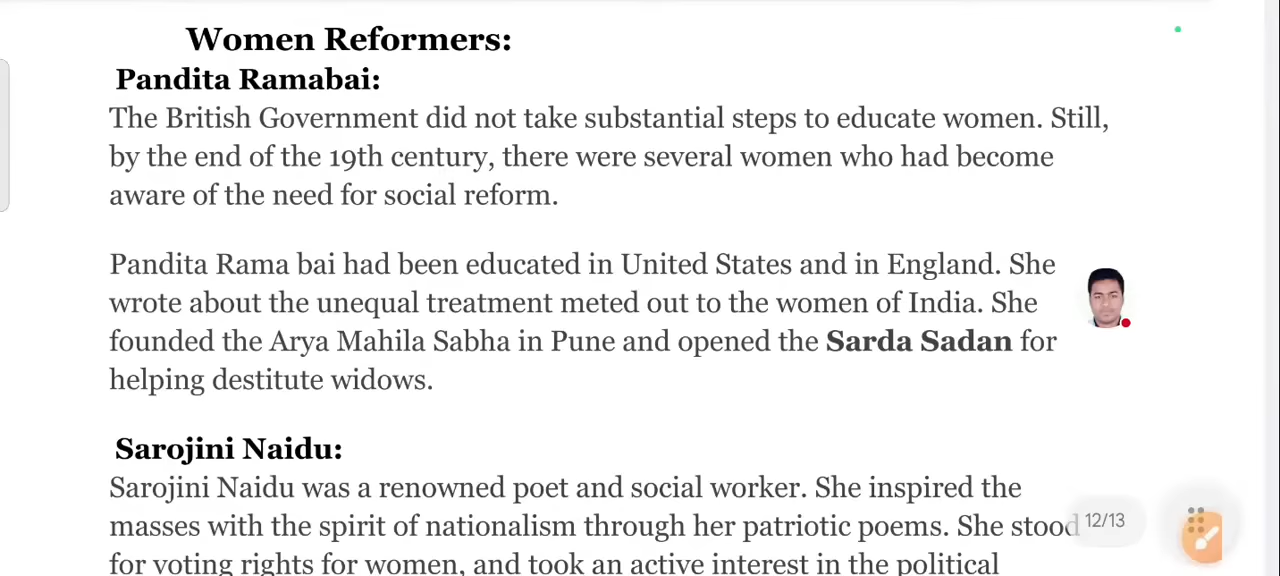 Women Reformers:
Pandita Ramabai:
The British Government did not take substantial steps to educate women. Still,
by the end of the 19th century, there were several women who had become
aware of the need for social reform.
Pandita Rama bai had been educated in United States and in England. She
wrote about the unequal treatment meted out to the women of India. She
founded the Arya Mahila Sabha in Pune and opened the Sarda Sadan for
helping destitute widows.
Sarojini Naidu:
Sarojini Naidu was a renowned poet and social worker. She inspired the
masses with the spirit of nationalism through her patriotic poems. She stood
12/13
for voting rights for women, and took an active interest in the political